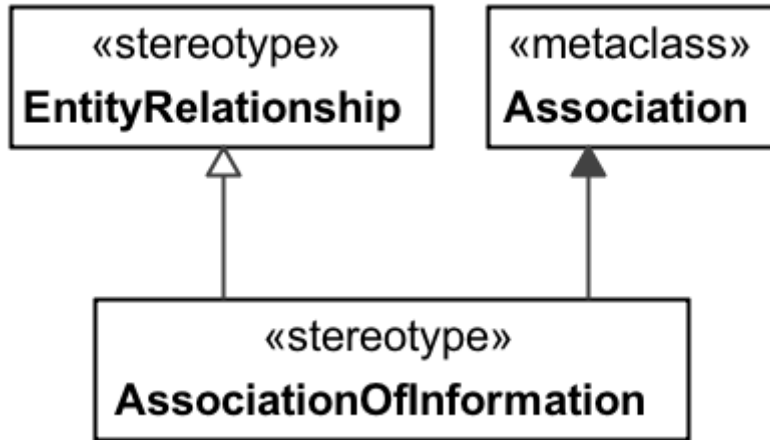 «stereotype»
EntityRelationship
«metaclass»
Association
«stereotype»
AssociationOfInformation